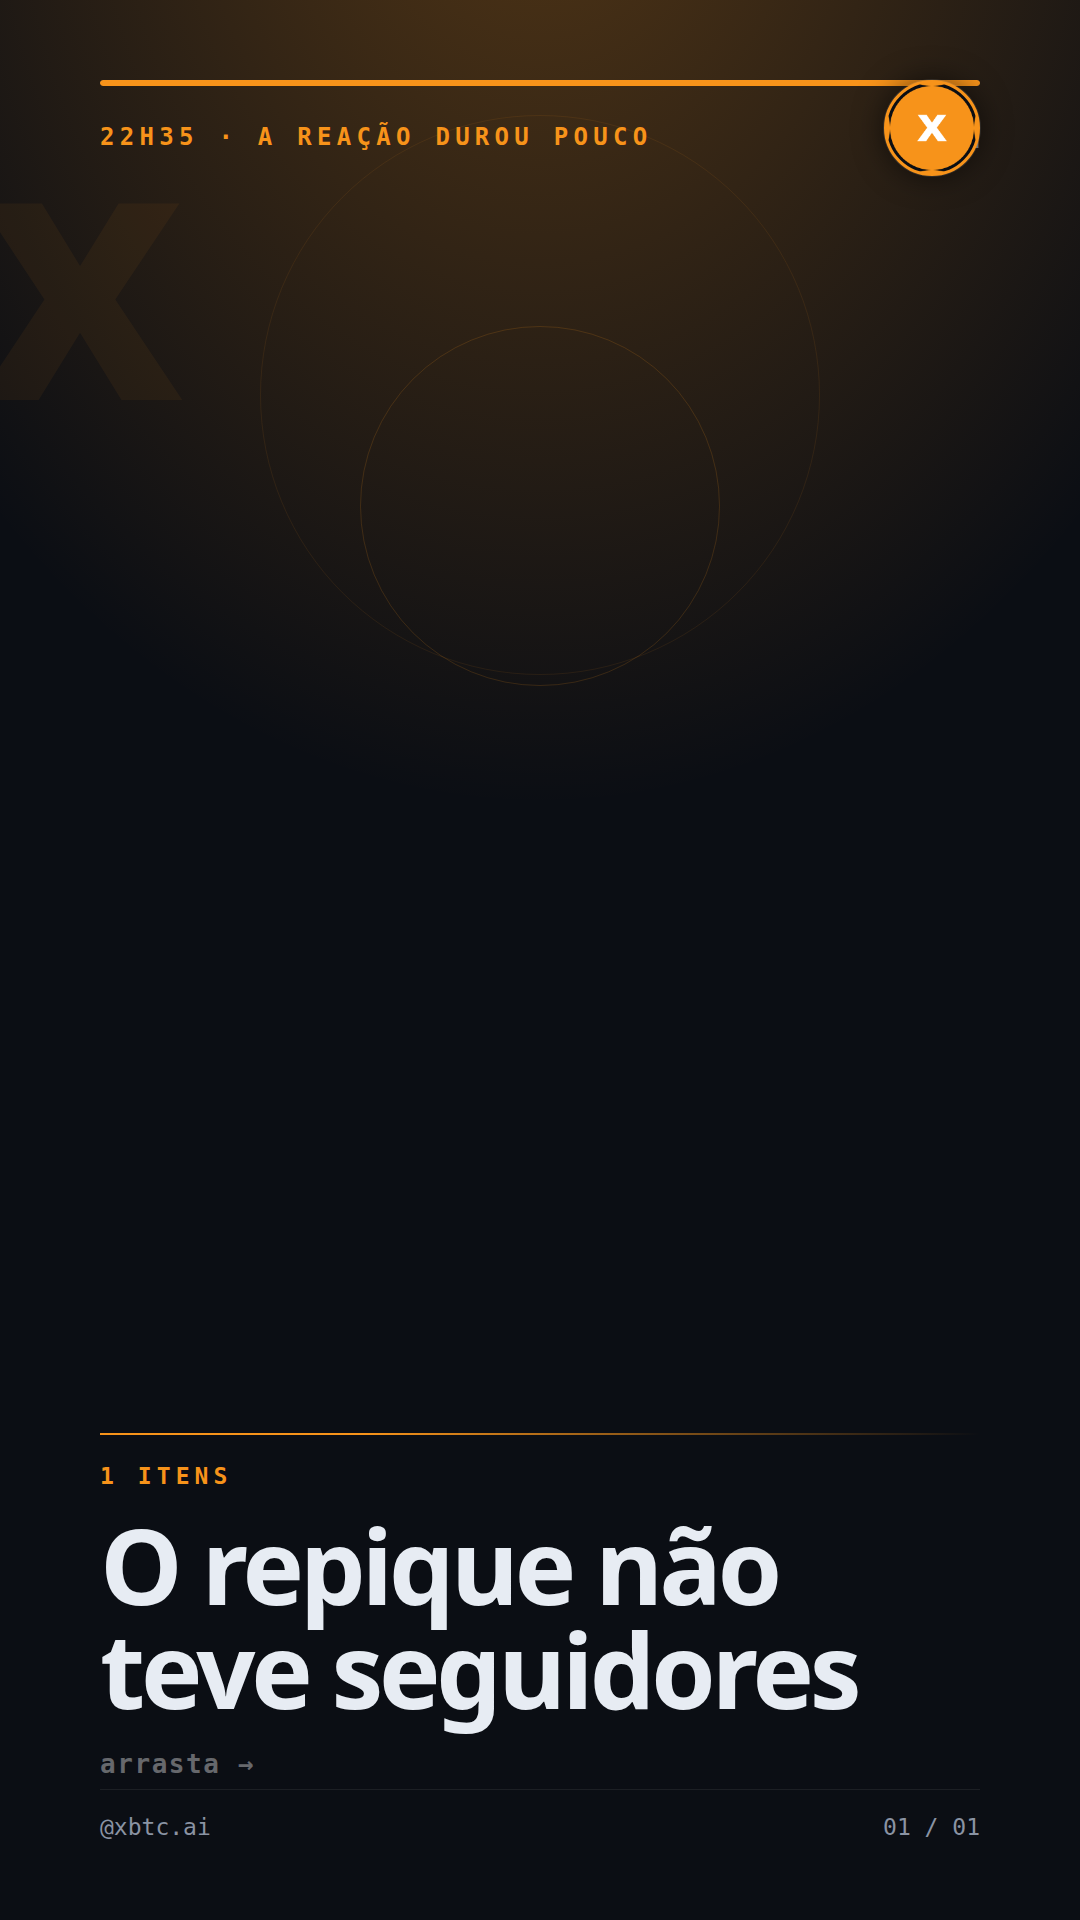 22H35 · A REAÇÃO DUROU POUCO
x
x
1 ITENS
O repique não
teve seguidores
arrasta →
@xbtc.ai
01 / 01